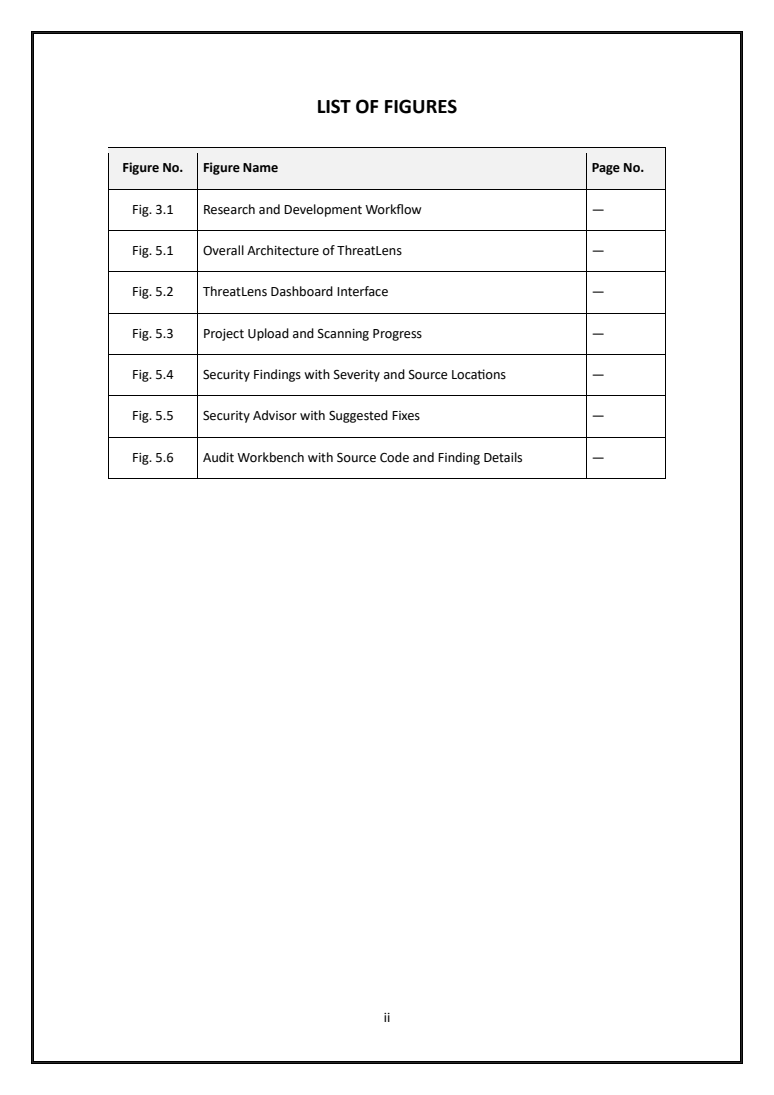 LIST OF FIGURES
Figure No. Figure Name Page No.
Fig. 3.1 Research and Development Workflow —
Fig. 5.1 Overall Architecture of ThreatLens —
Fig. 5.2 ThreatLens Dashboard Interface —
Fig. 5.3 Project Upload and Scanning Progress —
Fig. 5.4 Security Findings with Severity and Source Locations —
Fig. 5.5 Security Advisor with Suggested Fixes —
Fig. 5.6 Audit Workbench with Source Code and Finding Details —
ii